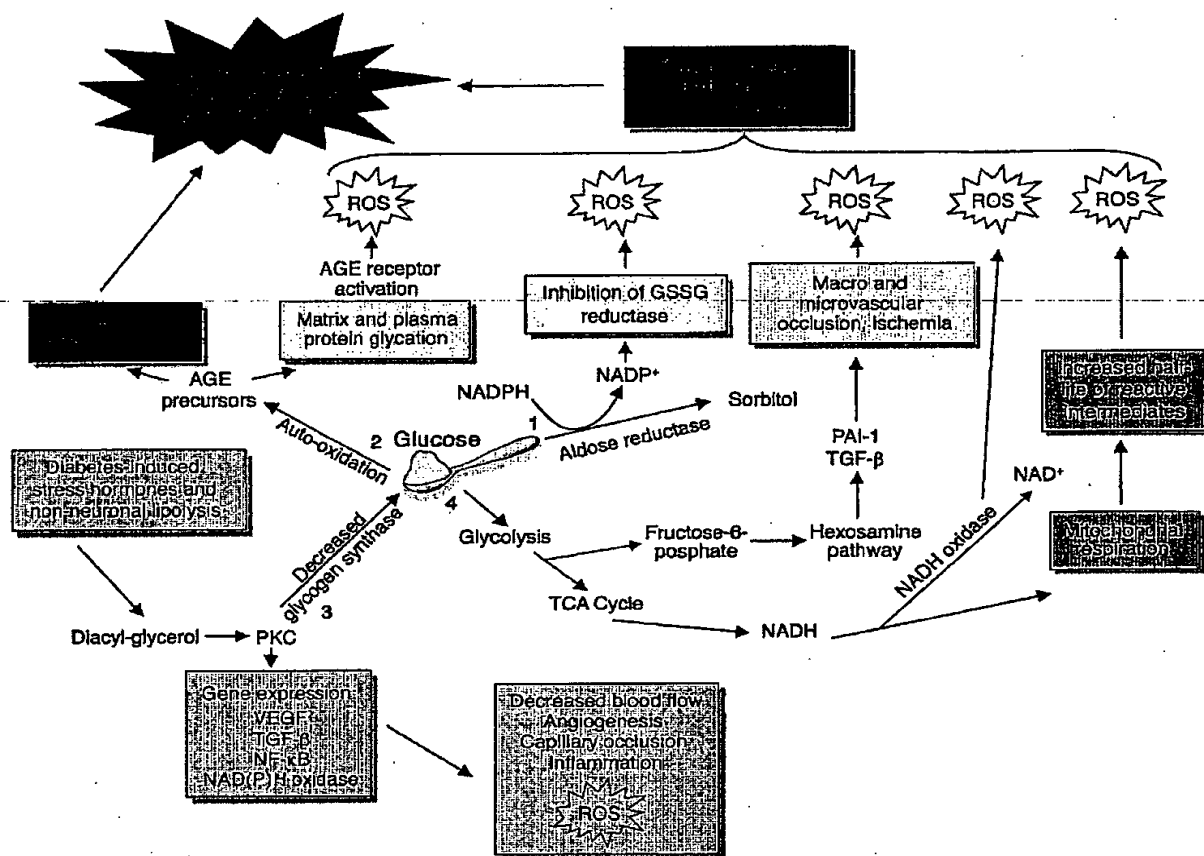 ROS
ROS
ROS
ROS
ROS
AGE receptor
activation
Matrix and plasma
protein glycation
Inhibition of GSSG
reductase
Macro and
microvascular
occlusion, Ischemia
AGE
precursors
NADPH
NADP+
Sorbitol
Aldose reductase
1
2
Glucose
Auto-oxidation
4
Increased half-
life of reactive
intermediates
PAI-1
TGF-β
NAD+
Diabetes-induced
stress hormones and
non-neuronal lipolysis
Decreased
glycogen synthase
3
Glycolysis
Fructose-6-
posphate
Hexosamine
pathway
NADH oxidase
Mitochondrial
respiration
TCA Cycle
NADH
Diacyl-glycerol
PKC
Gene expression
VEGF
TGF-β
NF-κB
NAD(P)H oxidase
Decreased blood flow
Angiogenesis
Capillary occlusion
Inflammation
ROS